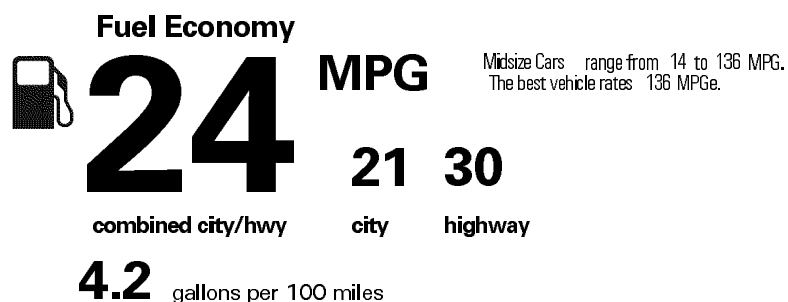 Fuel Economy
24 MPG
Midsize Cars range from 14 to 136 MPG.
The best vehicle rates 136 MPGe.
21 30
combined city/hwy city highway
4.2 gallons per 100 miles